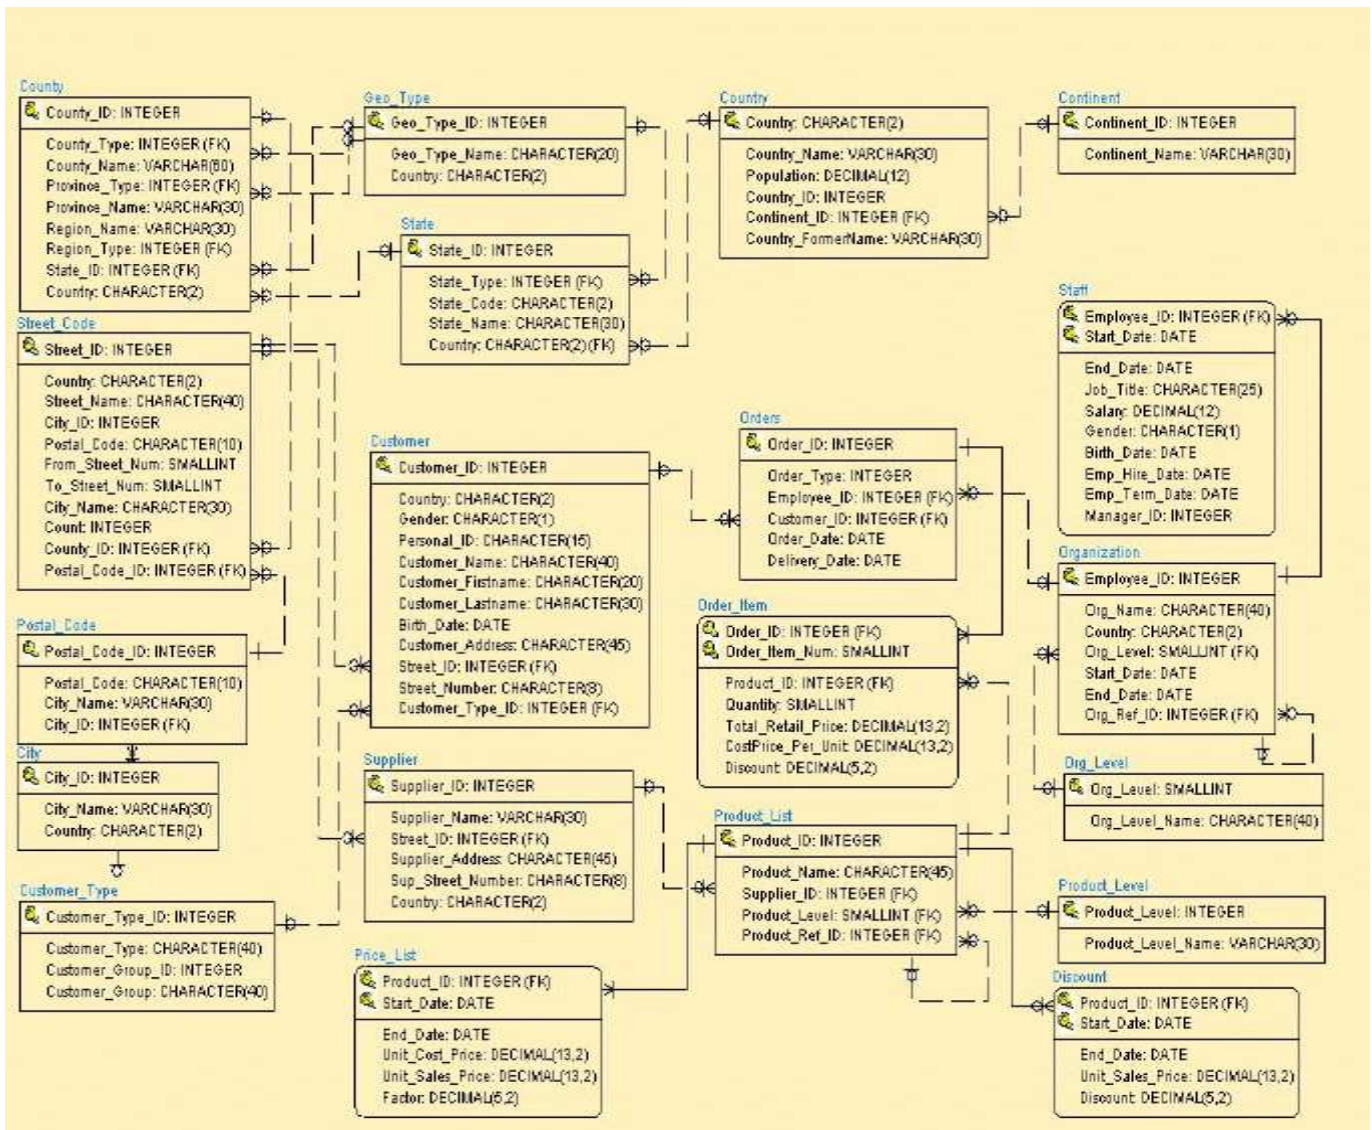 County
County_ID: INTEGER
County_Type: INTEGER (FK)
County_Name: VARCHAR(60)
Province_Type: INTEGER (FK)
Province_Name: VARCHAR(30)
Region_Name: VARCHAR(30)
Region_Type: INTEGER (FK)
State_ID: INTEGER (FK)
Country: CHARACTER(2)
Geo_Type
Geo_Type_ID: INTEGER
Geo_Type_Name: CHARACTER(20)
Country: CHARACTER(2)
State
State_ID: INTEGER
State_Type: INTEGER (FK)
State_Code: CHARACTER(2)
State_Name: CHARACTER(30)
Country: CHARACTER(2) (FK)
Country
Country: CHARACTER(2)
Country_Name: VARCHAR(30)
Population: DECIMAL(12)
Country_ID: INTEGER
Continent_ID: INTEGER (FK)
Country_FormerName: VARCHAR(30)
Continent
Continent_ID: INTEGER
Continent_Name: VARCHAR(30)
Street_Code
Street_ID: INTEGER
Country: CHARACTER(2)
Street_Name: CHARACTER(40)
City_ID: INTEGER
Postal_Code: CHARACTER(10)
From_Street_Num: SMALLINT
To_Street_Num: SMALLINT
City_Name: CHARACTER(30)
Count: INTEGER
County_ID: INTEGER (FK)
Postal_Code_ID: INTEGER (FK)
Staff
Employee_ID: INTEGER (FK)
Start_Date: DATE
End_Date: DATE
Job_Title: CHARACTER(25)
Salary: DECIMAL(12)
Gender: CHARACTER(1)
Birth_Date: DATE
Emp_Hire_Date: DATE
Emp_Term_Date: DATE
Manager_ID: INTEGER
Customer
Customer_ID: INTEGER
Country: CHARACTER(2)
Gender: CHARACTER(1)
Personal_ID: CHARACTER(15)
Customer_Name: CHARACTER(40)
Customer_Firstname: CHARACTER(20)
Customer_Lastname: CHARACTER(30)
Birth_Date: DATE
Customer_Address: CHARACTER(45)
Street_ID: INTEGER (FK)
Street_Number: CHARACTER(8)
Customer_Type_ID: INTEGER (FK)
Orders
Order_ID: INTEGER
Order_Type: INTEGER
Employee_ID: INTEGER (FK)
Customer_ID: INTEGER (FK)
Order_Date: DATE
Delivery_Date: DATE
Organization
Employee_ID: INTEGER
Org_Name: CHARACTER(40)
Country: CHARACTER(2)
Org_Level: SMALLINT (FK)
Start_Date: DATE
End_Date: DATE
Org_Ref_ID: INTEGER (FK)
Order_Item
Order_ID: INTEGER (FK)
Order_Item_Num: SMALLINT
Product_ID: INTEGER (FK)
Quantity: SMALLINT
Total_Retail_Price: DECIMAL(13,2)
CostPrice_Per_Unit: DECIMAL(13,2)
Discount: DECIMAL(5,2)
Postal_Code
Postal_Code_ID: INTEGER
Postal_Code: CHARACTER(10)
City_Name: VARCHAR(30)
City_ID: INTEGER (FK)
City
City_ID: INTEGER
City_Name: VARCHAR(30)
Country: CHARACTER(2)
Supplier
Supplier_ID: INTEGER
Supplier_Name: VARCHAR(30)
Street_ID: INTEGER (FK)
Supplier_Address: CHARACTER(45)
Sup_Street_Number: CHARACTER(8)
Country: CHARACTER(2)
Org_Level
Org_Level: SMALLINT
Org_Level_Name: CHARACTER(40)
Product_List
Product_ID: INTEGER
Product_Name: CHARACTER(45)
Supplier_ID: INTEGER (FK)
Product_Level: SMALLINT (FK)
Product_Ref_ID: INTEGER (FK)
Product_Level
Product_Level: INTEGER
Product_Level_Name: VARCHAR(30)
Customer_Type
Customer_Type_ID: INTEGER
Customer_Type: CHARACTER(40)
Customer_Group_ID: INTEGER
Customer_Group: CHARACTER(40)
Price_List
Product_ID: INTEGER (FK)
Start_Date: DATE
End_Date: DATE
Unit_Cost_Price: DECIMAL(13,2)
Unit_Sales_Price: DECIMAL(13,2)
Factor: DECIMAL(5,2)
Discount
Product_ID: INTEGER (FK)
Start_Date: DATE
End_Date: DATE
Unit_Sales_Price: DECIMAL(13,2)
Discount: DECIMAL(5,2)